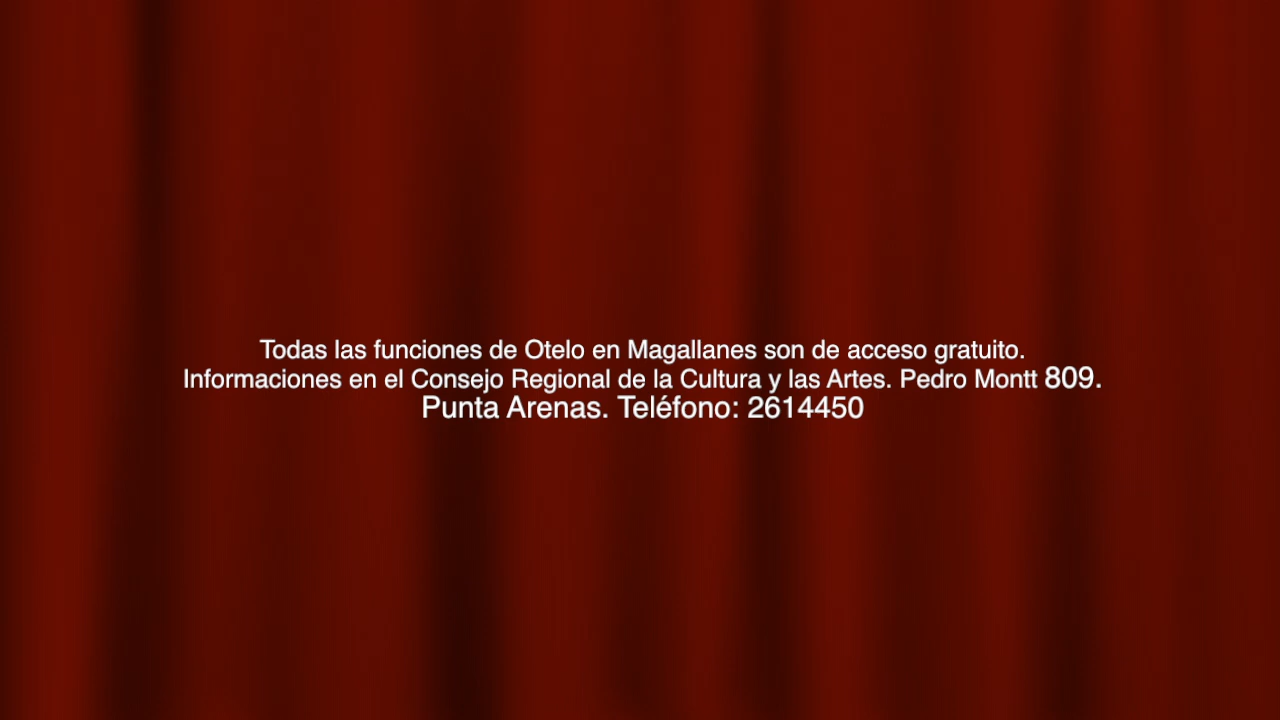 Todas las funciones de Otelo en Magallanes son de acceso gratuito.
Informaciones en el Consejo Regional de la Cultura y las Artes. Pedro Montt 809.
Punta Arenas. Teléfono: 2614450